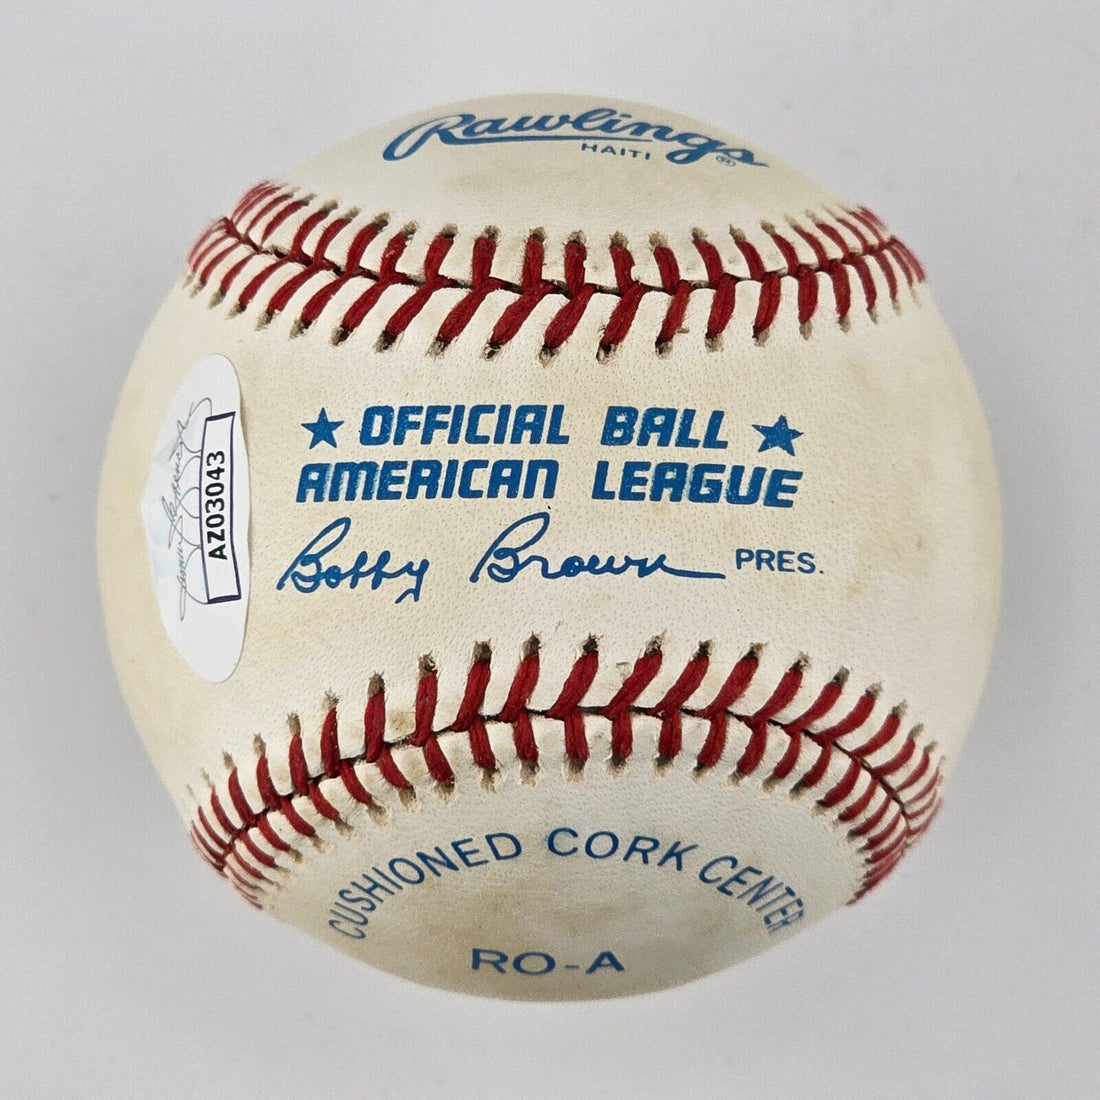 Rawlings®
HAITI
★ OFFICIAL BALL ★
AMERICAN LEAGUE
Bobby Brown PRES.
AZ03043
CUSHIONED CORK CENTER
RO-A